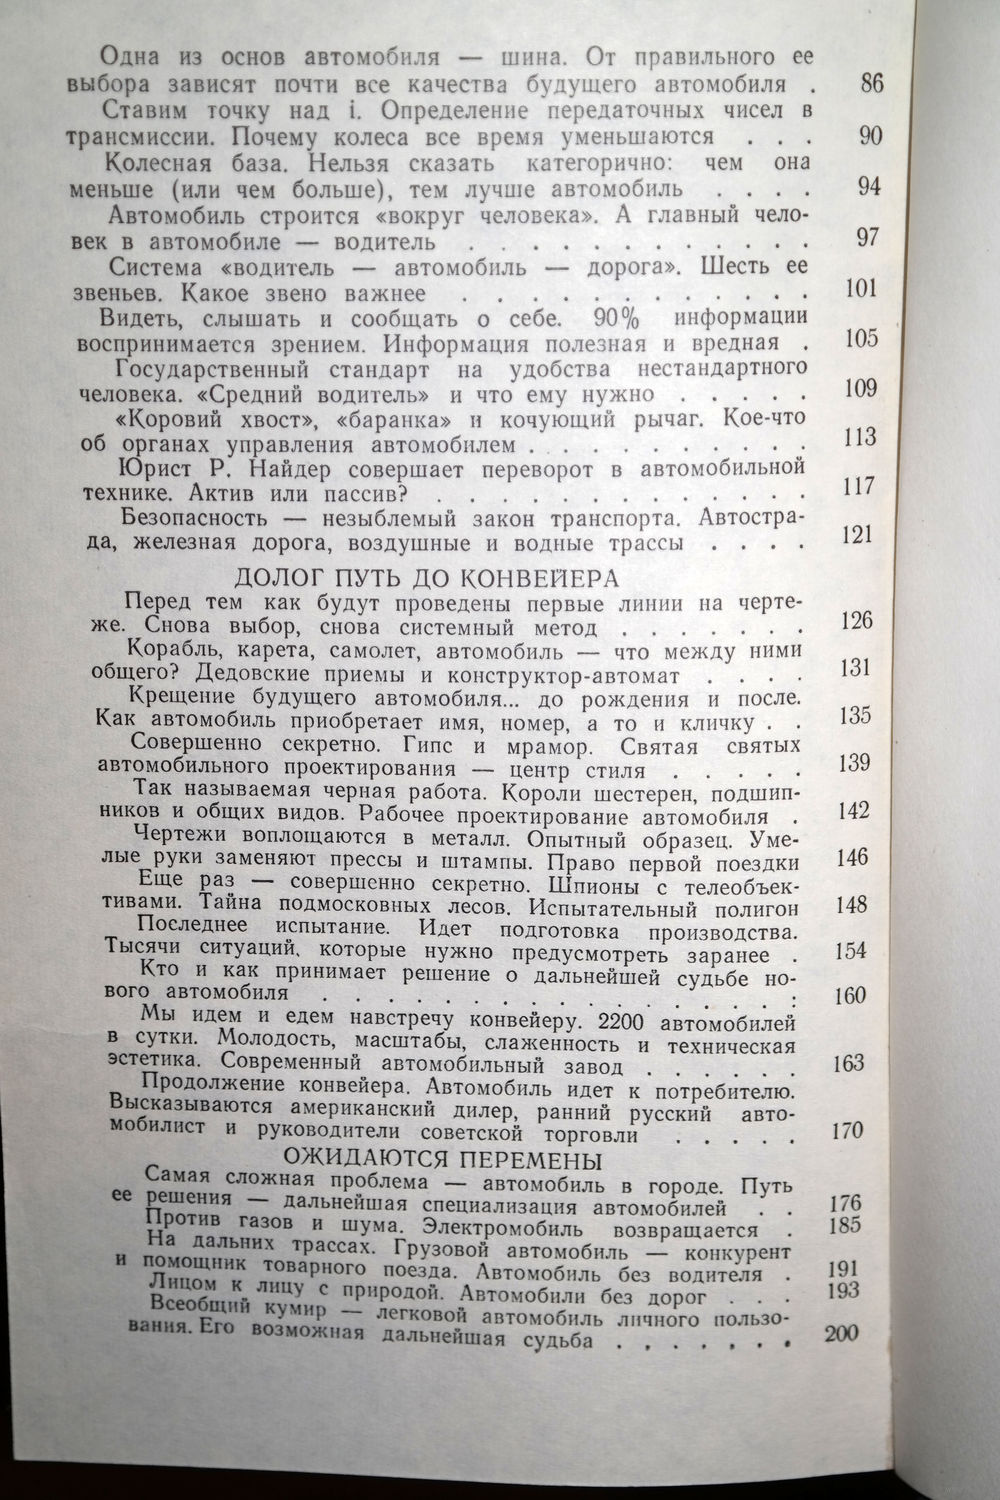 Одна из основ автомобиля — шина. От правильного ее
выбора зависят почти все качества будущего автомобиля . 86
Ставим точку над i. Определение передаточных чисел в
трансмиссии. Почему колеса все время уменьшаются . . . 90
Колесная база. Нельзя сказать категорично: чем она
меньше (или чем больше), тем лучше автомобиль . . . . 94
Автомобиль строится «вокруг человека». А главный чело-
век в автомобиле — водитель . . . . . . . . . . . . 97
Система «водитель — автомобиль — дорога». Шесть ее
звеньев. Какое звено важнее . . . . . . . . . . . . 101
Видеть, слышать и сообщать о себе. 90% информации
воспринимается зрением. Информация полезная и вредная . 105
Государственный стандарт на удобства нестандартного
человека. «Средний водитель» и что ему нужно . . . . . 109
«Коровий хвост», «баранка» и кочующий рычаг. Кое-что
об органах управления автомобилем . . . . . . . . . . 113
Юрист Р. Найдер совершает переворот в автомобильной
технике. Актив или пассив? . . . . . . . . . . . . . 117
Безопасность — незыблемый закон транспорта. Автостра-
да, железная дорога, воздушные и водные трассы . . . . 121
ДОЛОГ ПУТЬ ДО КОНВЕЙЕРА
Перед тем как будут проведены первые линии на черте-
же. Снова выбор, снова системный метод . . . . . . . 126
Корабль, карета, самолет, автомобиль — что между ними
общего? Дедовские приемы и конструктор-автомат . . . . 131
Крещение будущего автомобиля... до рождения и после.
Как автомобиль приобретает имя, номер, а то и кличку . . 135
Совершенно секретно. Гипс и мрамор. Святая святых
автомобильного проектирования — центр стиля . . . . . 139
Так называемая черная работа. Короли шестерен, подшип-
ников и общих видов. Рабочее проектирование автомобиля . 142
Чертежи воплощаются в металл. Опытный образец. Уме-
лые руки заменяют прессы и штампы. Право первой поездки 146
Еще раз — совершенно секретно. Шпионы с телеобъек-
тивами. Тайна подмосковных лесов. Испытательный полигон 148
Последнее испытание. Идет подготовка производства.
Тысячи ситуаций, которые нужно предусмотреть заранее . 154
Кто и как принимает решение о дальнейшей судьбе но-
вого автомобиля . . . . . . . . . . . . . . . . : 160
Мы идем и едем навстречу конвейеру. 2200 автомобилей
в сутки. Молодость, масштабы, слаженность и техническая
эстетика. Современный автомобильный завод . . . . . . 163
Продолжение конвейера. Автомобиль идет к потребителю.
Высказываются американский дилер, ранний русский авто-
мобилист и руководители советской торговли . . . . . 170
ОЖИДАЮТСЯ ПЕРЕМЕНЫ
Самая сложная проблема — автомобиль в городе. Путь
ее решения — дальнейшая специализация автомобилей . . 176
Против газов и шума. Электромобиль возвращается . 185
На дальних трассах. Грузовой автомобиль — конкурент
и помощник товарного поезда. Автомобиль без водителя . 191
Лицом к лицу с природой. Автомобили без дорог . . . 193
Всеобщий кумир — легковой автомобиль личного пользо-
вания. Его возможная дальнейшая судьба . . . . . . . 200